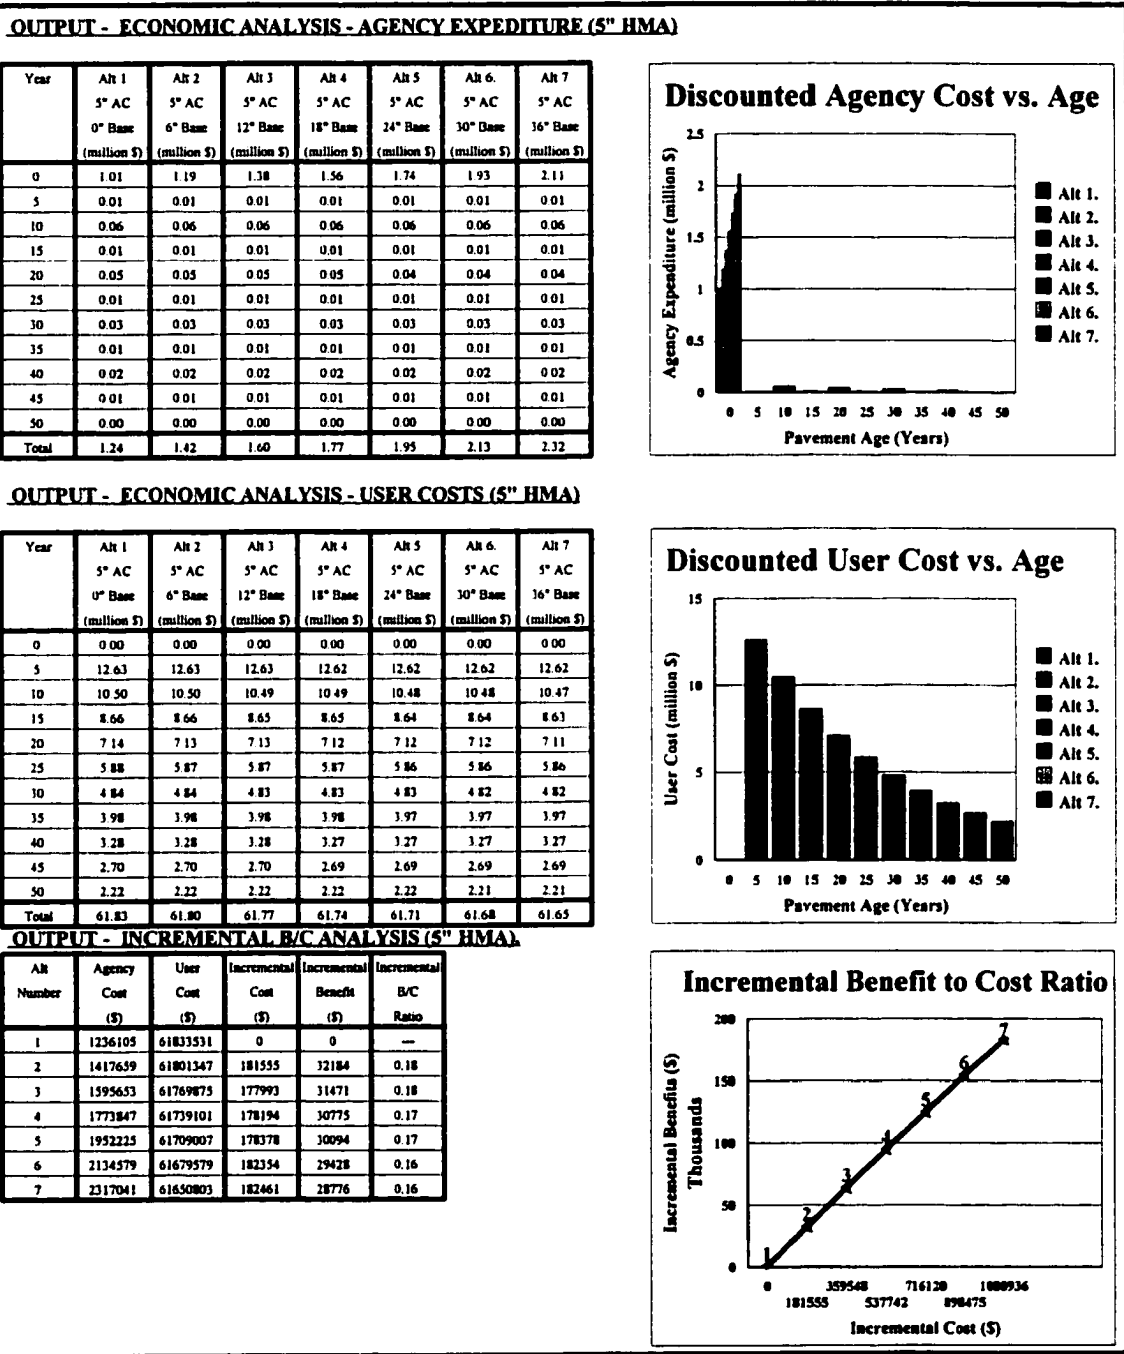 OUTPUT - ECONOMIC ANALYSIS - AGENCY EXPEDITURE (5" HMA)
Year Alt 1 Alt 2 Alt 3 Alt 4 Alt 5 Alt 6. Alt 7
5" AC 5" AC 5" AC 5" AC 5" AC 5" AC 5" AC
0" Base 6" Base 12" Base 18" Base 24" Base 30" Base 36" Base
(million $) (million $) (million $) (million $) (million $) (million $) (million $)
0 1.01 1.19 1.38 1.56 1.74 1.93 2.11
5 0.01 0.01 0.01 0.01 0.01 0.01 0.01
10 0.06 0.06 0.06 0.06 0.06 0.06 0.06
15 0.01 0.01 0.01 0.01 0.01 0.01 0.01
20 0.05 0.05 0.05 0.05 0.04 0.04 0.04
25 0.01 0.01 0.01 0.01 0.01 0.01 0.01
30 0.03 0.03 0.03 0.03 0.03 0.03 0.03
35 0.01 0.01 0.01 0.01 0.01 0.01 0.01
40 0.02 0.02 0.02 0.02 0.02 0.02 0.02
45 0.01 0.01 0.01 0.01 0.01 0.01 0.01
50 0.00 0.00 0.00 0.00 0.00 0.00 0.00
Total 1.24 1.42 1.60 1.77 1.95 2.13 2.32
Discounted Agency Cost vs. Age
Agency Expenditure (million $)
2.5
2
1.5
1
0.5
0
0 5 10 15 20 25 30 35 40 45 50
Pavement Age (Years)
Alt 1.
Alt 2.
Alt 3.
Alt 4.
Alt 5.
Alt 6.
Alt 7.
OUTPUT - ECONOMIC ANALYSIS - USER COSTS (5" HMA)
Year Alt 1 Alt 2 Alt 3 Alt 4 Alt 5 Alt 6. Alt 7
5" AC 5" AC 5" AC 5" AC 5" AC 5" AC 5" AC
0" Base 6" Base 12" Base 18" Base 24" Base 30" Base 36" Base
(million $) (million $) (million $) (million $) (million $) (million $) (million $)
0 0.00 0.00 0.00 0.00 0.00 0.00 0.00
5 12.63 12.63 12.63 12.62 12.62 12.62 12.62
10 10.50 10.50 10.49 10.49 10.48 10.48 10.47
15 8.66 8.66 8.65 8.65 8.64 8.64 8.63
20 7.14 7.13 7.13 7.12 7.12 7.12 7.11
25 5.88 5.87 5.87 5.87 5.86 5.86 5.86
30 4.84 4.84 4.83 4.83 4.83 4.82 4.82
35 3.98 3.98 3.98 3.98 3.97 3.97 3.97
40 3.28 3.28 3.28 3.27 3.27 3.27 3.27
45 2.70 2.70 2.70 2.69 2.69 2.69 2.69
50 2.22 2.22 2.22 2.22 2.22 2.21 2.21
Total 61.83 61.80 61.77 61.74 61.71 61.68 61.65
Discounted User Cost vs. Age
User Cost (million $)
15
10
5
0
0 5 10 15 20 25 30 35 40 45 50
Pavement Age (Years)
Alt 1.
Alt 2.
Alt 3.
Alt 4.
Alt 5.
Alt 6.
Alt 7.
OUTPUT - INCREMENTAL B/C ANALYSIS (5" HMA).
Alt Agency User Incremental Incremental Incremental
Number Cost Cost Cost Benefit B/C
($) ($) ($) ($) Ratio
1 1236105 61833531 0 0 ---
2 1417659 61801347 181555 32184 0.18
3 1595653 61769875 177993 31471 0.18
4 1773847 61739101 178194 30775 0.17
5 1952225 61709007 178378 30094 0.17
6 2134579 61679579 182354 29428 0.16
7 2317041 61650803 182461 28776 0.16
Incremental Benefit to Cost Ratio
Incremental Benefits ($)
Thousands
200
150
100
50
0
1 2 3 4 5 6 7
0 359548 716120 1080936
181555 537742 898475
Incremental Cost ($)